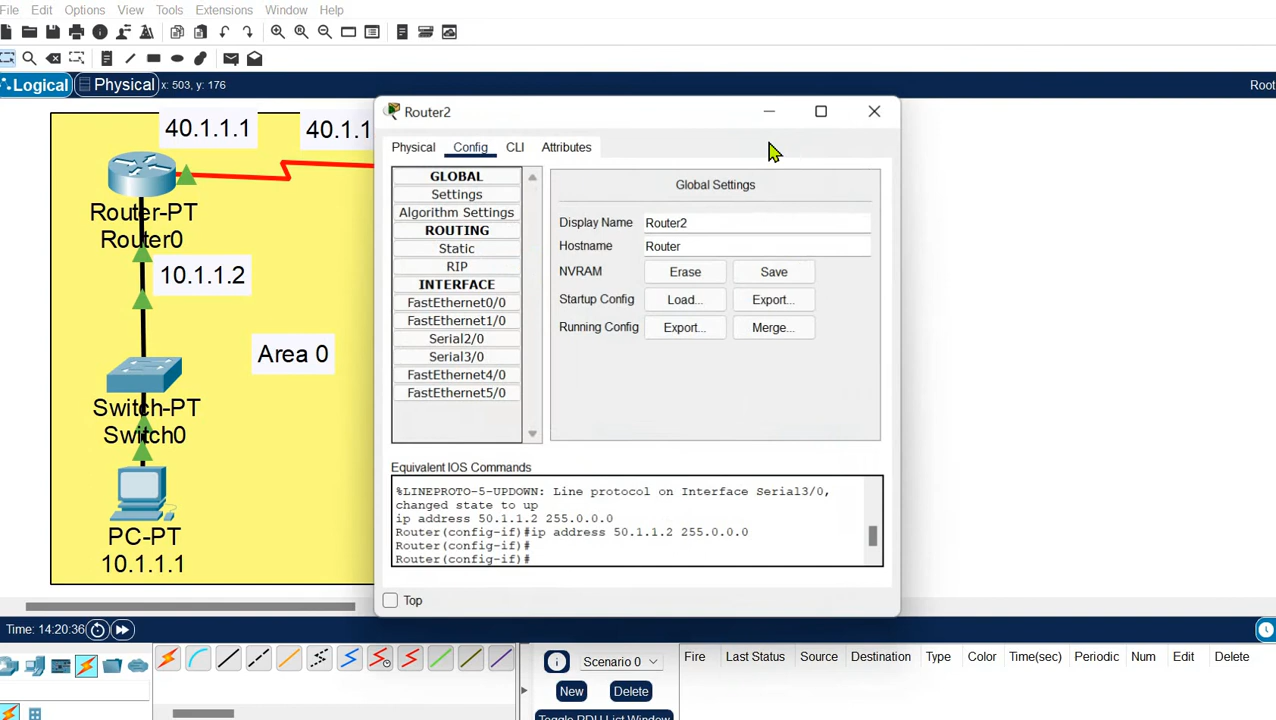 File Edit Options View Tools Extensions Window Help
Logical Physical x: 503, y: 176 Root
40.1.1.1 40.1.1
Router-PT
Router0
10.1.1.2
Area 0
Switch-PT
Switch0
PC-PT
10.1.1.1
Router2
Physical Config CLI Attributes
GLOBAL
Settings
Algorithm Settings
ROUTING
Static
RIP
INTERFACE
FastEthernet0/0
FastEthernet1/0
Serial2/0
Serial3/0
FastEthernet4/0
FastEthernet5/0
Global Settings
Display Name Router2
Hostname Router
NVRAM Erase Save
Startup Config Load... Export...
Running Config Export... Merge...
Equivalent IOS Commands
%LINEPROTO-5-UPDOWN: Line protocol on Interface Serial3/0,
changed state to up
ip address 50.1.1.2 255.0.0.0
Router(config-if)#ip address 50.1.1.2 255.0.0.0
Router(config-if)#
Router(config-if)#
Top
Time: 14:20:36
Scenario 0
New Delete
Toggle PDU List Window
Fire Last Status Source Destination Type Color Time(sec) Periodic Num Edit Delete